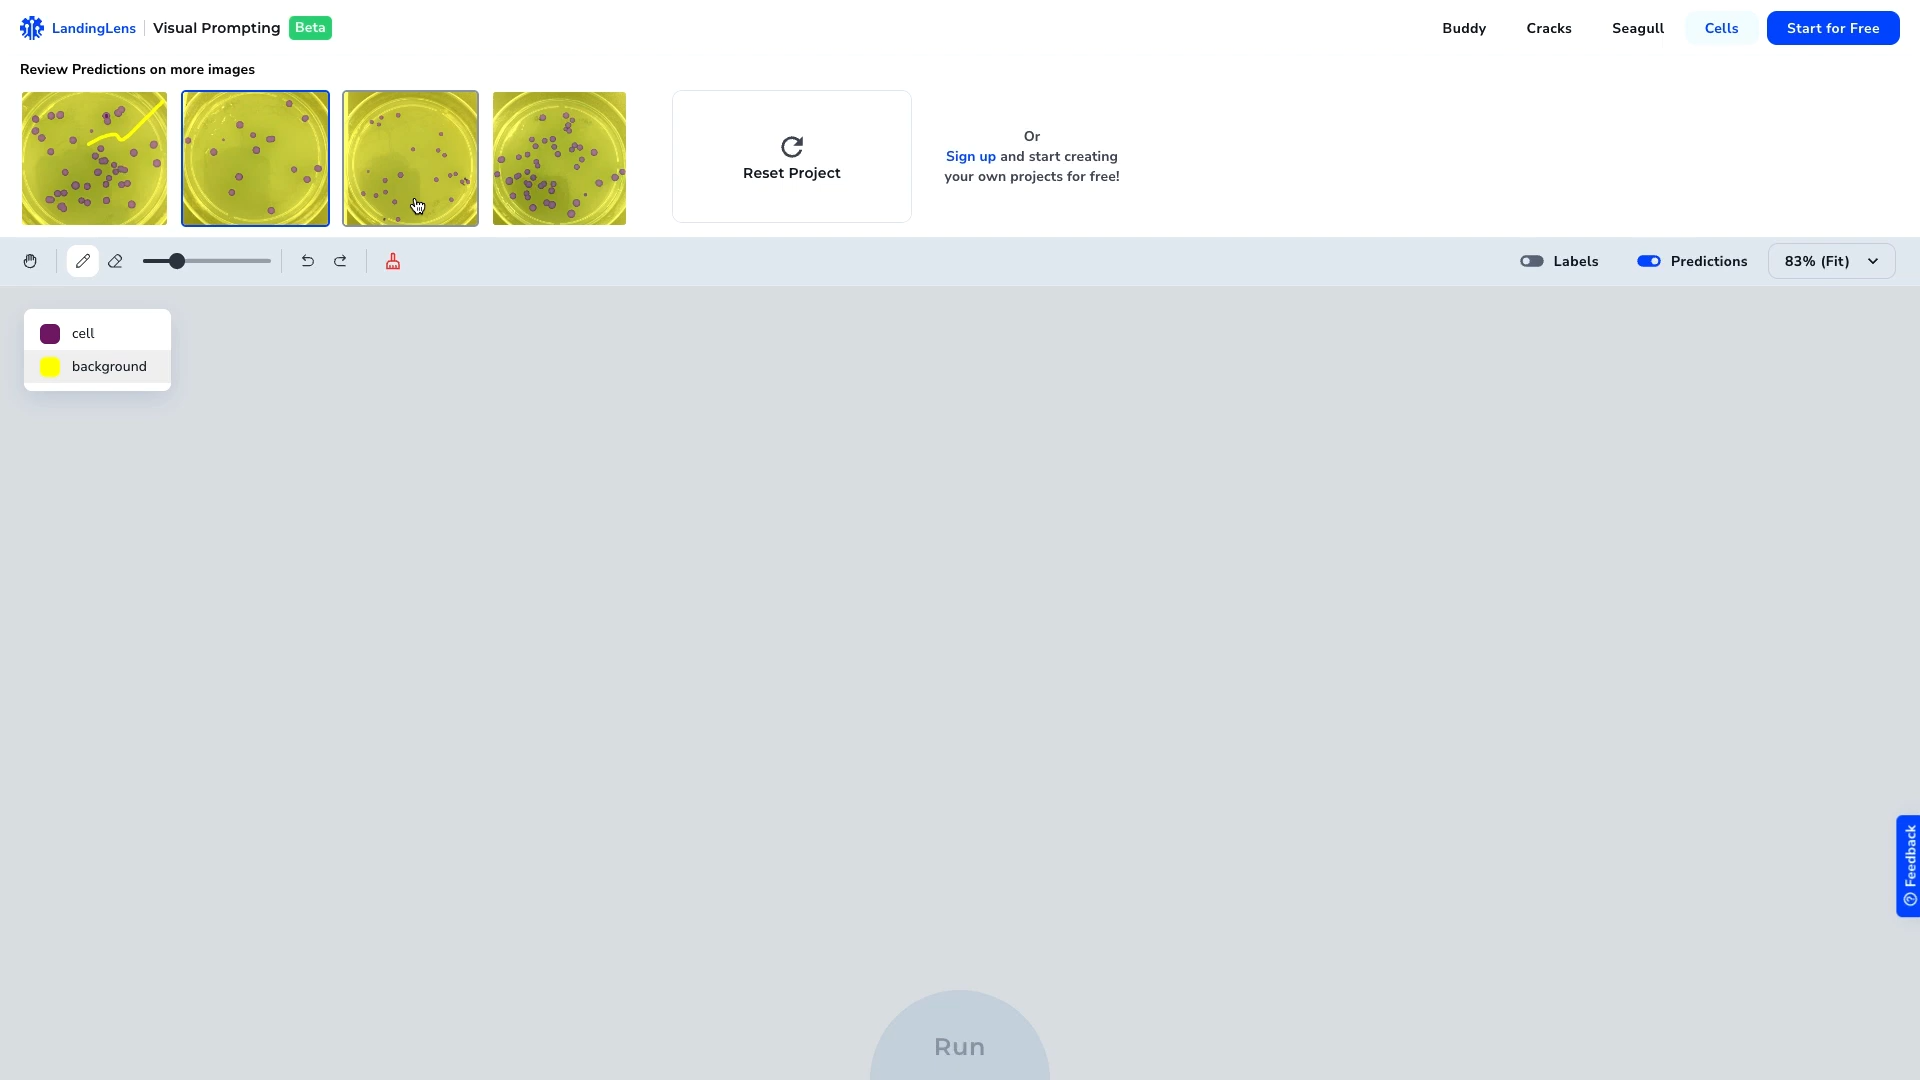 LandingLens Visual Prompting Beta
Buddy Cracks Seagull Cells Start for Free
Review Predictions on more images
Reset Project
Or
Sign up and start creating
your own projects for free!
Labels Predictions 83% (Fit)
cell
background
Feedback
Run